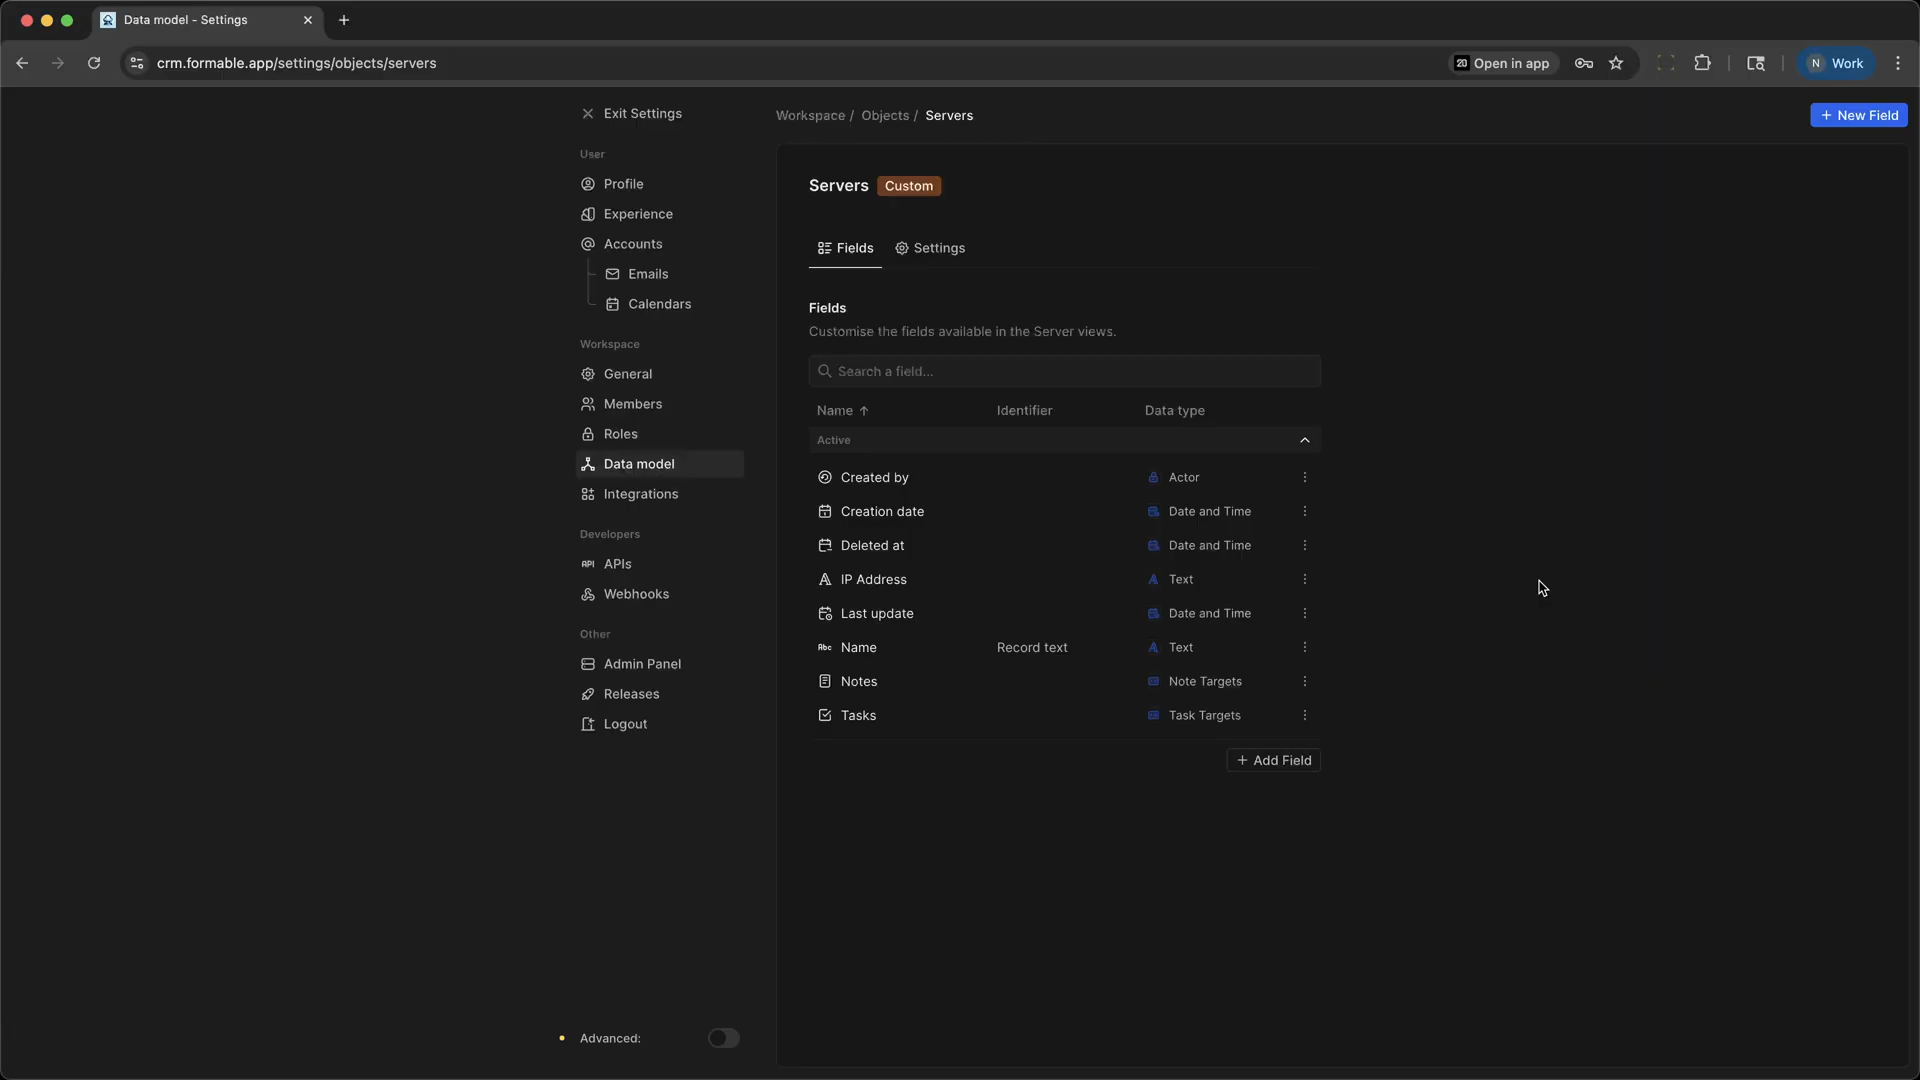 Data model - Settings
crm.formable.app/settings/objects/servers
20 Open in app
N Work
Exit Settings
Workspace / Objects / Servers
+ New Field
User
Profile
Experience
Accounts
Emails
Calendars
Workspace
General
Members
Roles
Data model
Integrations
Developers
API APIs
Webhooks
Other
Admin Panel
Releases
Logout
Advanced:
Servers Custom
Fields Settings
Fields
Customise the fields available in the Server views.
Search a field...
Name ↑ Identifier Data type
Active
Created by Actor
Creation date Date and Time
Deleted at Date and Time
IP Address Text
Last update Date and Time
Abc Name Record text Text
Notes Note Targets
Tasks Task Targets
+ Add Field